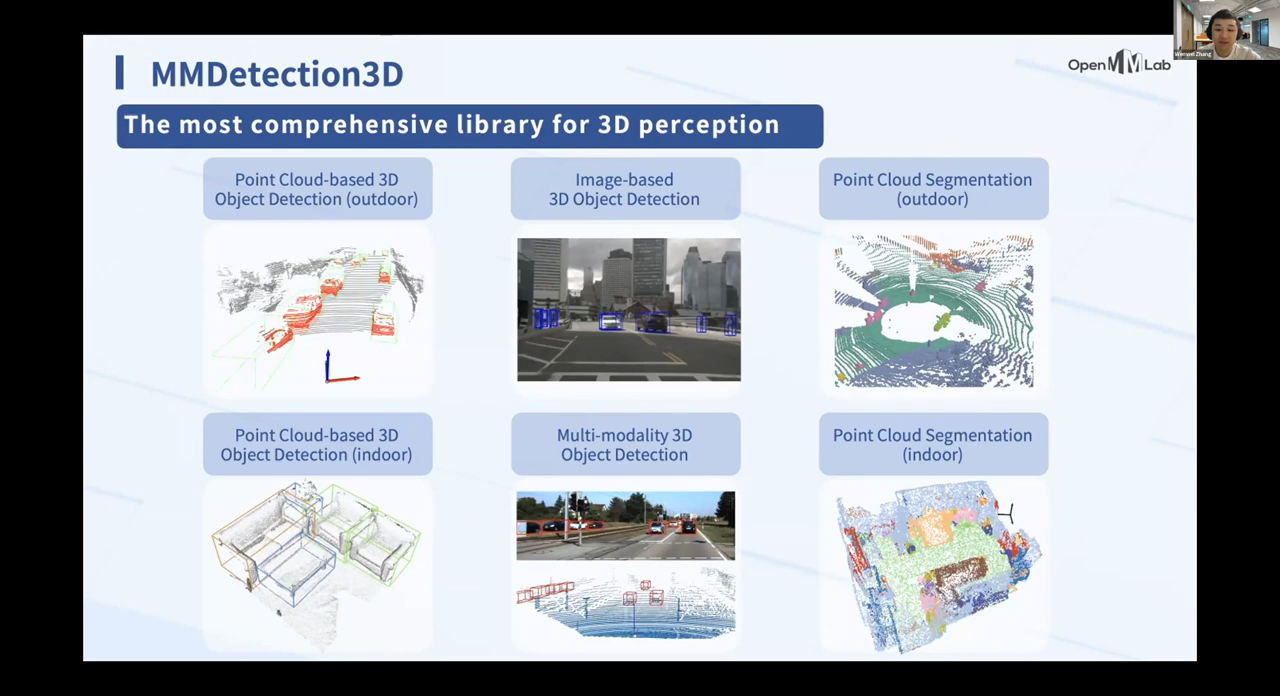 MMDetection3D
OpenMMLab
Wenwei Zhang
The most comprehensive library for 3D perception
Point Cloud-based 3D
Object Detection (outdoor)
Image-based
3D Object Detection
Point Cloud Segmentation
(outdoor)
Point Cloud-based 3D
Object Detection (indoor)
Multi-modality 3D
Object Detection
Point Cloud Segmentation
(indoor)